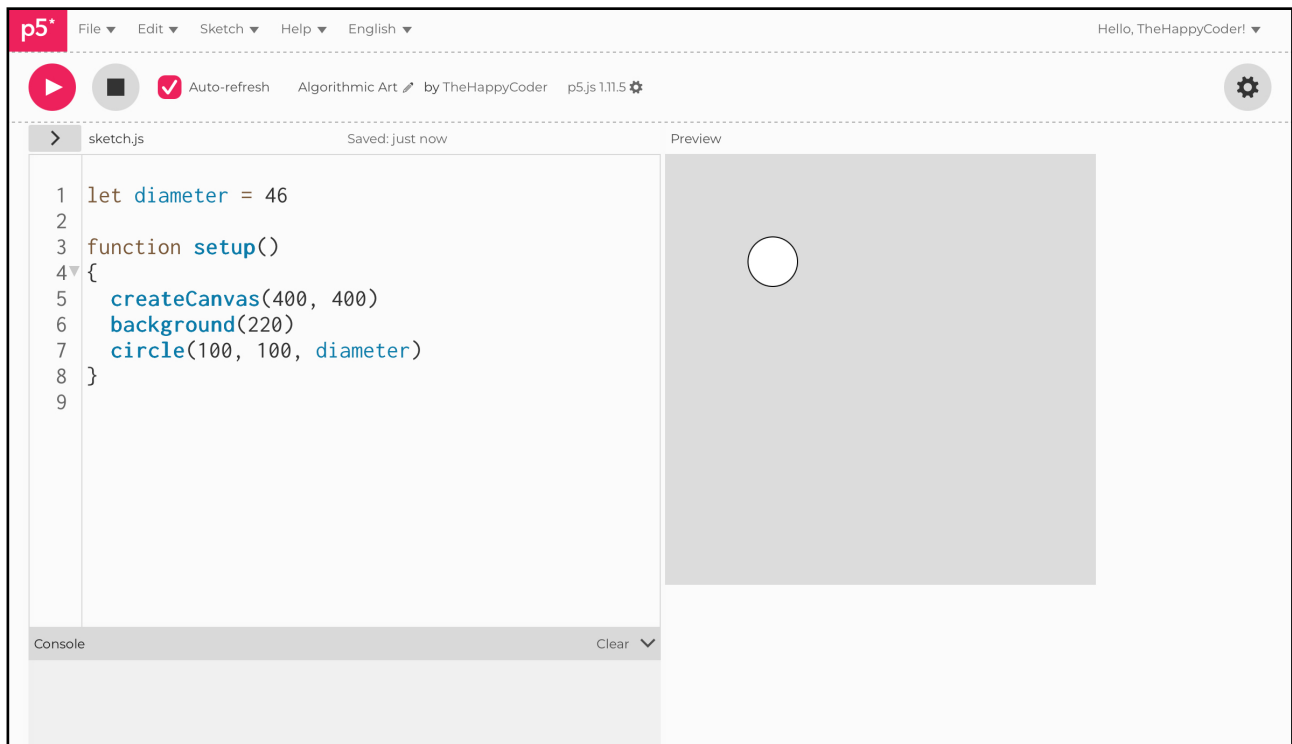 p5* File Edit Sketch Help English Hello, TheHappyCoder!
Auto-refresh Algorithmic Art by TheHappyCoder p5.js 1.11.5
sketch.js Saved: just now Preview
1 let diameter = 46
2
3 function setup()
4 {
5 createCanvas(400, 400)
6 background(220)
7 circle(100, 100, diameter)
8 }
9
Console Clear